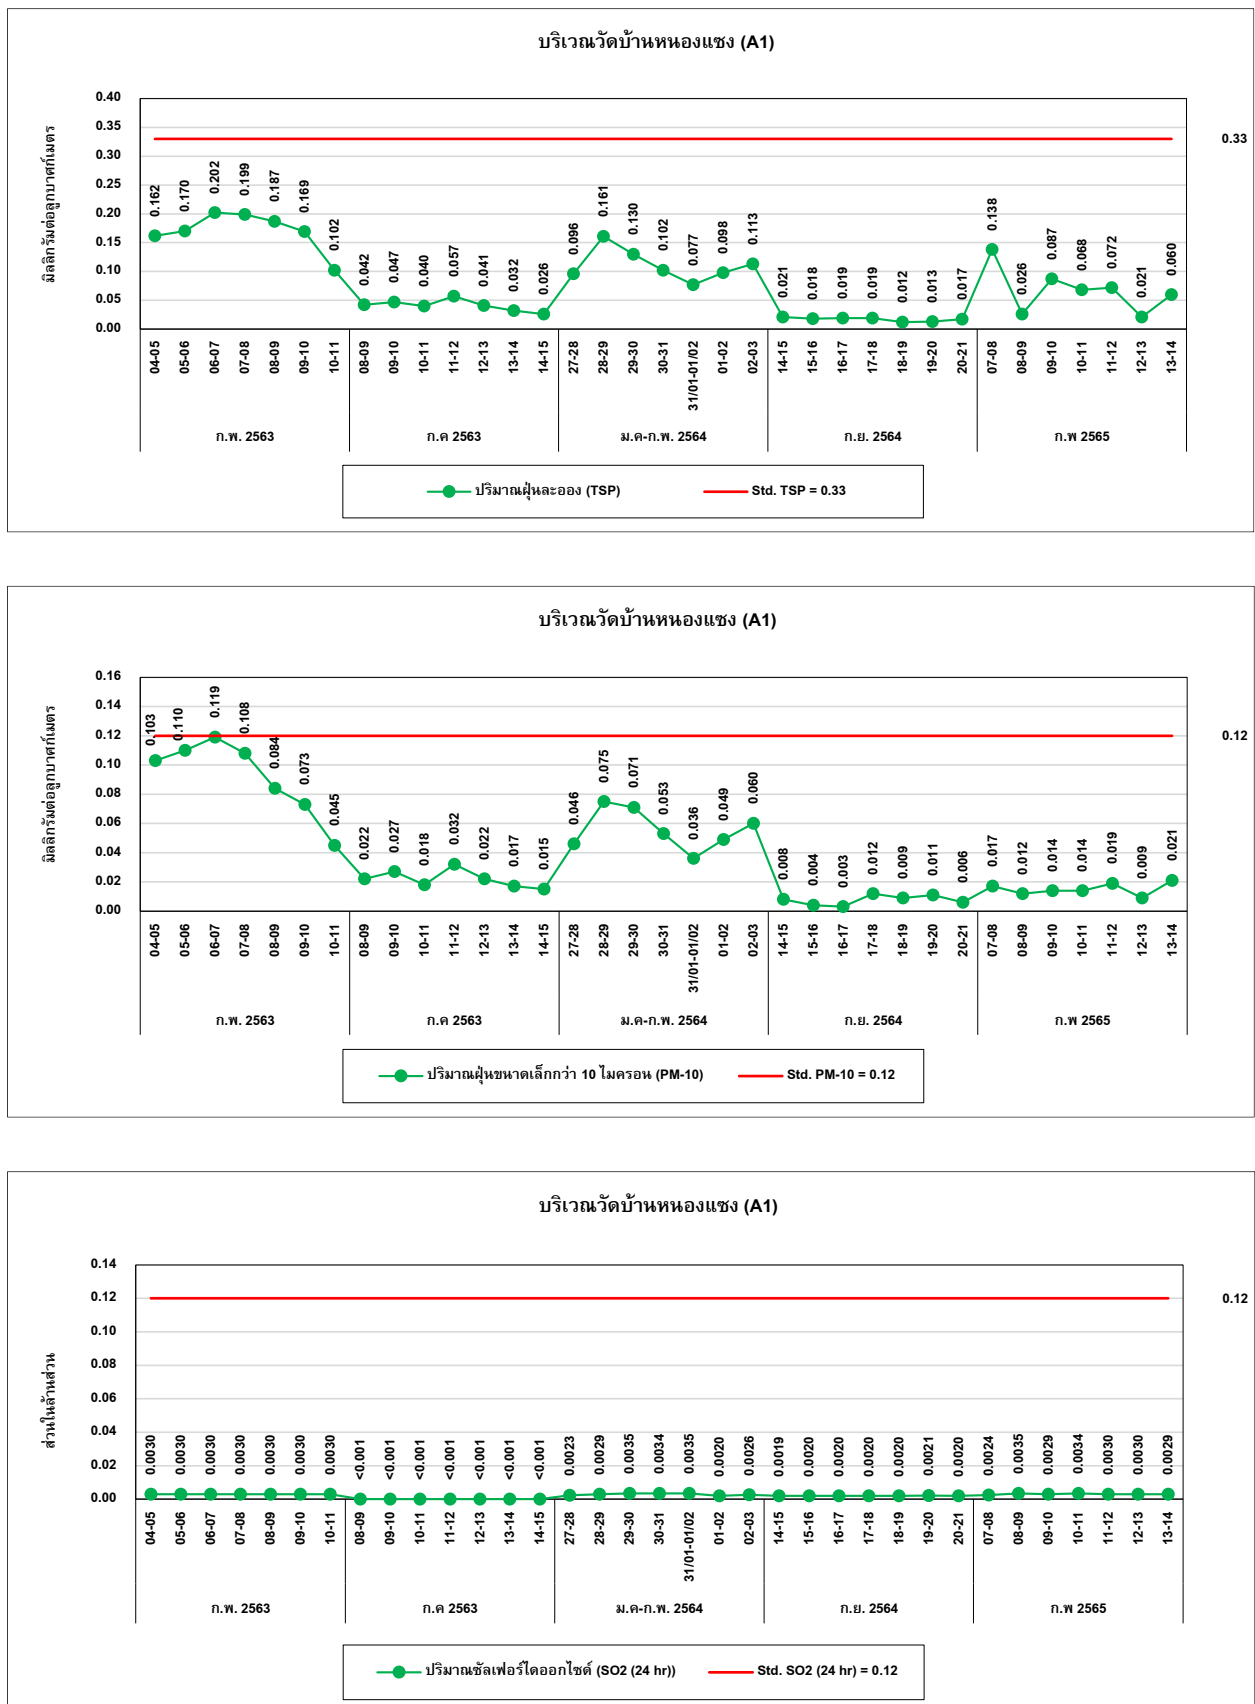 บริเวณวัดบ้านหนองแซง (A1)
มิลลิกรัมต่อลูกบาศก์เมตร
0.40
0.35
0.30
0.25
0.20
0.15
0.10
0.05
0.00
0.33
0.162 0.170 0.202 0.199 0.187 0.169 0.102 0.042 0.047 0.040 0.057 0.041 0.032 0.026 0.096 0.161 0.130 0.102 0.077 0.098 0.113 0.021 0.018 0.019 0.019 0.012 0.013 0.017 0.138 0.026 0.087 0.068 0.072 0.021 0.060
04-05 05-06 06-07 07-08 08-09 09-10 10-11 08-09 09-10 10-11 11-12 12-13 13-14 14-15 27-28 28-29 29-30 30-31 31/01-01/02 01-02 02-03 14-15 15-16 16-17 17-18 18-19 19-20 20-21 07-08 08-09 09-10 10-11 11-12 12-13 13-14
ก.พ. 2563 ก.ค 2563 ม.ค-ก.พ. 2564 ก.ย. 2564 ก.พ 2565
ปริมาณฝุ่นละออง (TSP) Std. TSP = 0.33
บริเวณวัดบ้านหนองแซง (A1)
มิลลิกรัมต่อลูกบาศก์เมตร
0.16
0.14
0.12
0.10
0.08
0.06
0.04
0.02
0.00
0.12
0.103 0.110 0.119 0.108 0.084 0.073 0.045 0.022 0.027 0.018 0.032 0.022 0.017 0.015 0.046 0.075 0.071 0.053 0.036 0.049 0.060 0.008 0.004 0.003 0.012 0.009 0.011 0.006 0.017 0.012 0.014 0.014 0.019 0.009 0.021
04-05 05-06 06-07 07-08 08-09 09-10 10-11 08-09 09-10 10-11 11-12 12-13 13-14 14-15 27-28 28-29 29-30 30-31 31/01-01/02 01-02 02-03 14-15 15-16 16-17 17-18 18-19 19-20 20-21 07-08 08-09 09-10 10-11 11-12 12-13 13-14
ก.พ. 2563 ก.ค 2563 ม.ค-ก.พ. 2564 ก.ย. 2564 ก.พ 2565
ปริมาณฝุ่นขนาดเล็กกว่า 10 ไมครอน (PM-10) Std. PM-10 = 0.12
บริเวณวัดบ้านหนองแซง (A1)
ส่วนในล้านส่วน
0.14
0.12
0.10
0.08
0.06
0.04
0.02
0.00
0.12
0.0030 0.0030 0.0030 0.0030 0.0030 0.0030 0.0030 <0.001 <0.001 <0.001 <0.001 <0.001 <0.001 <0.001 0.0023 0.0029 0.0035 0.0034 0.0035 0.0020 0.0026 0.0019 0.0020 0.0020 0.0020 0.0020 0.0021 0.0020 0.0024 0.0035 0.0029 0.0034 0.0030 0.0030 0.0029
04-05 05-06 06-07 07-08 08-09 09-10 10-11 08-09 09-10 10-11 11-12 12-13 13-14 14-15 27-28 28-29 29-30 30-31 31/01-01/02 01-02 02-03 14-15 15-16 16-17 17-18 18-19 19-20 20-21 07-08 08-09 09-10 10-11 11-12 12-13 13-14
ก.พ. 2563 ก.ค 2563 ม.ค-ก.พ. 2564 ก.ย. 2564 ก.พ 2565
ปริมาณซัลเฟอร์ไดออกไซด์ (SO2 (24 hr)) Std. SO2 (24 hr) = 0.12